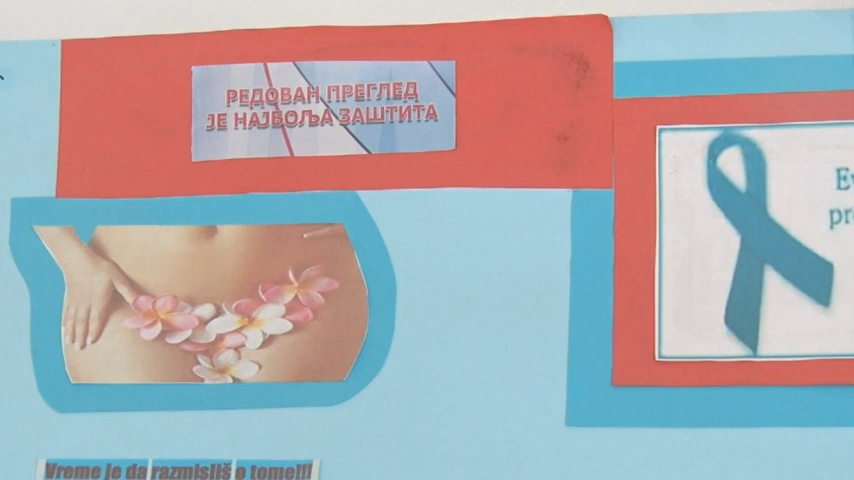 РЕДОВАН ПРЕГЛЕД
ЈЕ НАЈБОЉА ЗАШТИТА
Vreme je da razmisliš o tome!!!